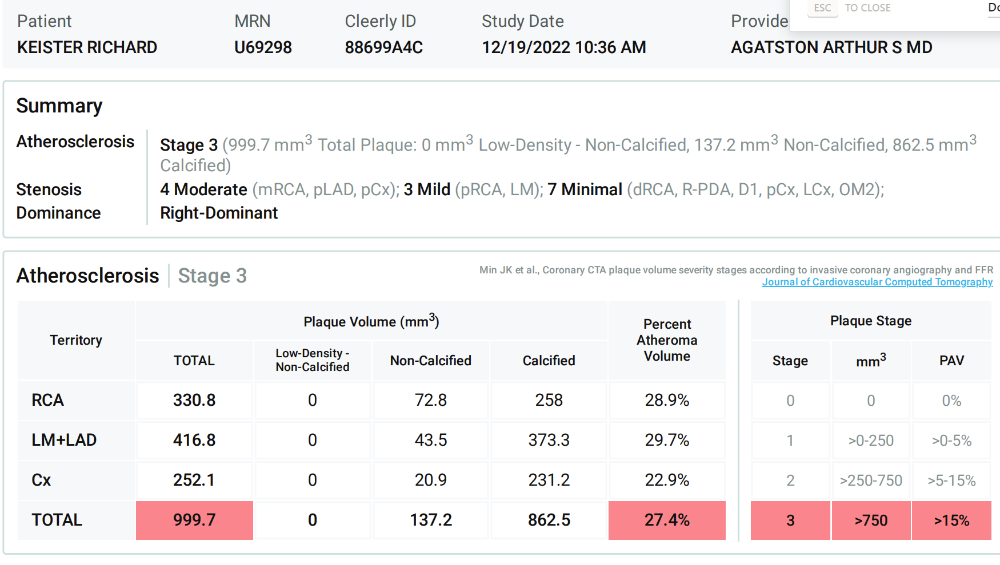 ESC TO CLOSE
Patient MRN Cleerly ID Study Date Provide
KEISTER RICHARD U69298 88699A4C 12/19/2022 10:36 AM AGATSTON ARTHUR S MD
Summary
Atherosclerosis Stage 3 (999.7 mm³ Total Plaque: 0 mm³ Low-Density - Non-Calcified, 137.2 mm³ Non-Calcified, 862.5 mm³
Calcified)
Stenosis 4 Moderate (mRCA, pLAD, pCx); 3 Mild (pRCA, LM); 7 Minimal (dRCA, R-PDA, D1, pCx, LCx, OM2);
Dominance Right-Dominant
Atherosclerosis Stage 3
Min JK et al., Coronary CTA plaque volume severity stages according to invasive coronary angiography and FFR
Journal of Cardiovascular Computed Tomography
Territory Plaque Volume (mm³) Percent Atheroma Volume Plaque Stage
TOTAL Low-Density - Non-Calcified Non-Calcified Calcified Stage mm³ PAV
RCA 330.8 0 72.8 258 28.9% 0 0 0%
LM+LAD 416.8 0 43.5 373.3 29.7% 1 >0-250 >0-5%
Cx 252.1 0 20.9 231.2 22.9% 2 >250-750 >5-15%
TOTAL 999.7 0 137.2 862.5 27.4% 3 >750 >15%